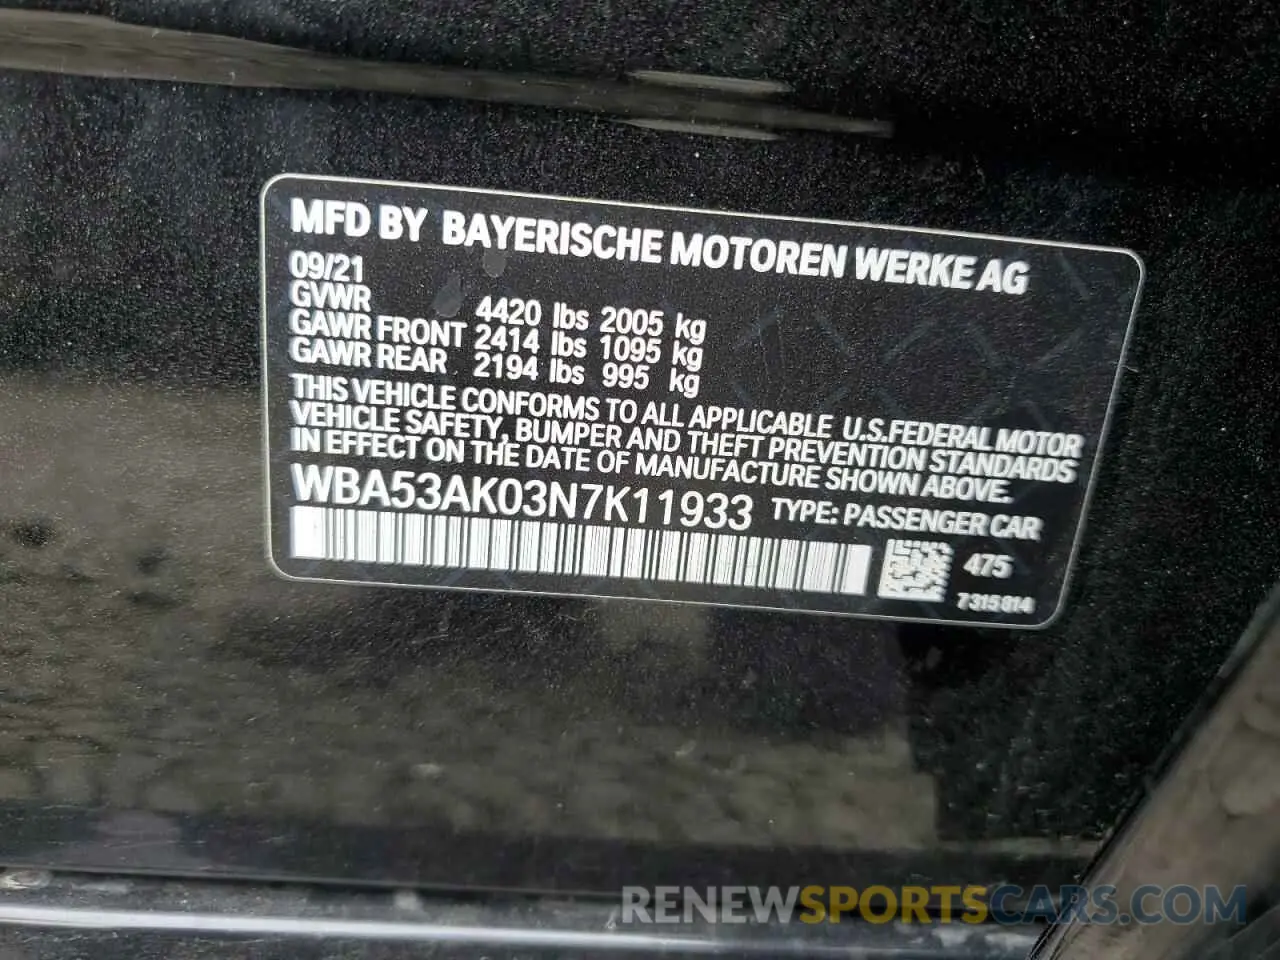 MFD BY BAYERISCHE MOTOREN WERKE AG
09/21
GVWR 4420 lbs 2005 kg
GAWR FRONT 2414 lbs 1095 kg
GAWR REAR 2194 lbs 995 kg
THIS VEHICLE CONFORMS TO ALL APPLICABLE U.S.FEDERAL MOTOR
VEHICLE SAFETY, BUMPER AND THEFT PREVENTION STANDARDS
IN EFFECT ON THE DATE OF MANUFACTURE SHOWN ABOVE.
WBA53AK03N7K11933 TYPE: PASSENGER CAR
475
7315814
RENEWSPORTSCARS.COM